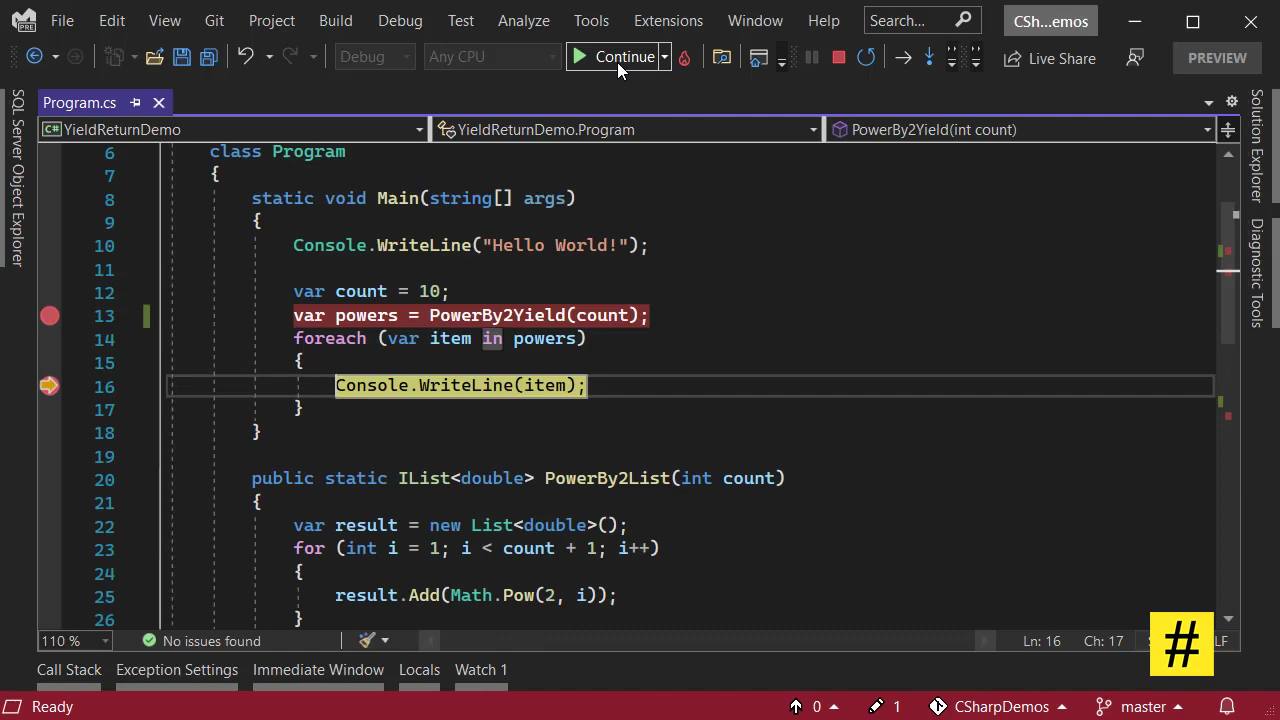 File Edit View Git Project Build Debug Test Analyze Tools Extensions Window Help Search... CSh...emos
PRE
Debug Any CPU Continue Live Share PREVIEW
SQL Server Object Explorer
Program.cs
YieldReturnDemo YieldReturnDemo.Program PowerBy2Yield(int count)
6 class Program
7 {
8 static void Main(string[] args)
9 {
10 Console.WriteLine("Hello World!");
11
12 var count = 10;
13 var powers = PowerBy2Yield(count);
14 foreach (var item in powers)
15 {
16 Console.WriteLine(item);
17 }
18 }
19
20 public static IList<double> PowerBy2List(int count)
21 {
22 var result = new List<double>();
23 for (int i = 1; i < count + 1; i++)
24 {
25 result.Add(Math.Pow(2, i));
26 }
Solution Explorer
Diagnostic Tools
#
110 % No issues found Ln: 16 Ch: 17
Call Stack Exception Settings Immediate Window Locals Watch 1
Ready 0 1 CSharpDemos master